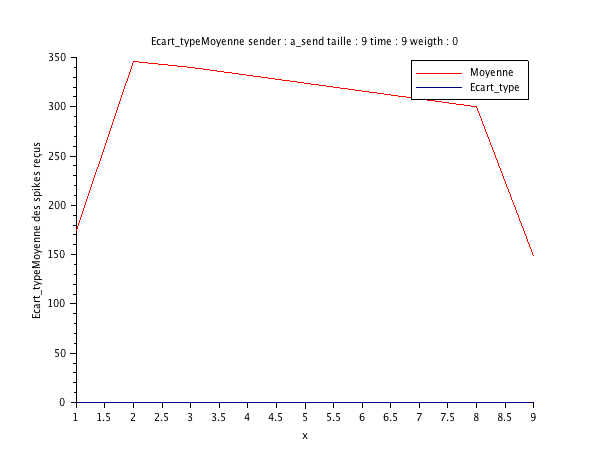 Ecart_typeMoyenne sender : a_send taille : 9 time : 9 weigth : 0
Moyenne
Ecart_type
Ecart_typeMoyenne des spikes reçus
350
300
250
200
150
100
50
0
1 1.5 2 2.5 3 3.5 4 4.5 5 5.5 6 6.5 7 7.5 8 8.5 9
x